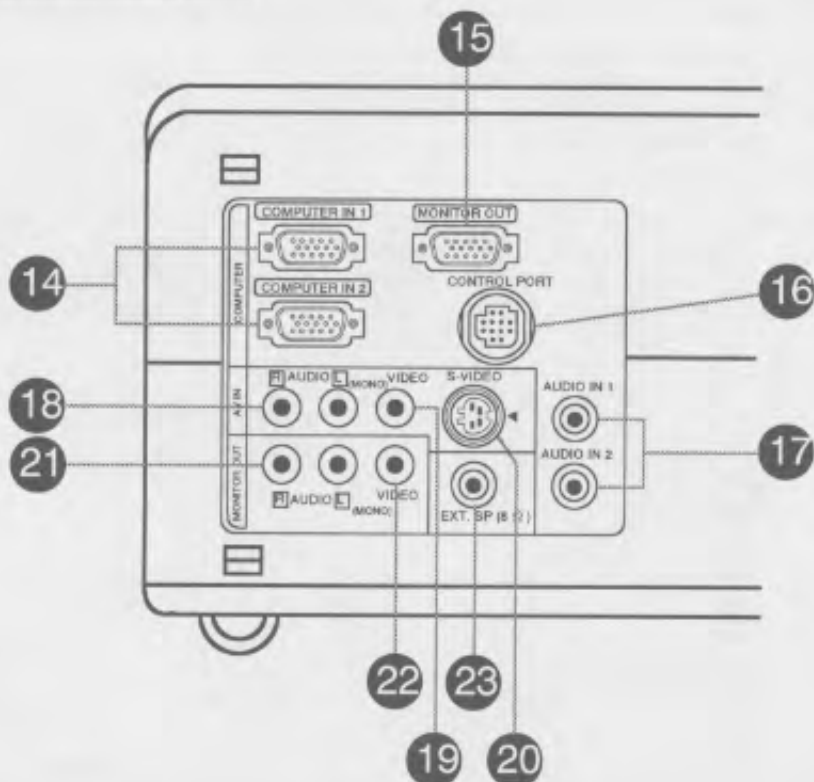 15
COMPUTER IN 1
MONITOR OUT
14
COMPUTER
COMPUTER IN 2
CONTROL PORT
16
18
AV IN
R AUDIO L (MONO) VIDEO
S-VIDEO
AUDIO IN 1
21
MONITOR OUT
AUDIO IN 2
17
R AUDIO L (MONO) VIDEO
EXT. SP (8 Ω)
22
23
19
20